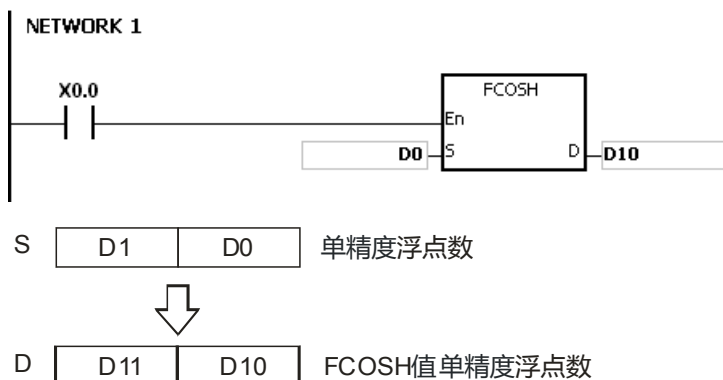 NETWORK 1
X0.0
FCOSH
En
D0 S D D10
S D1 D0 单精度浮点数
D D11 D10 FCOSH值单精度浮点数